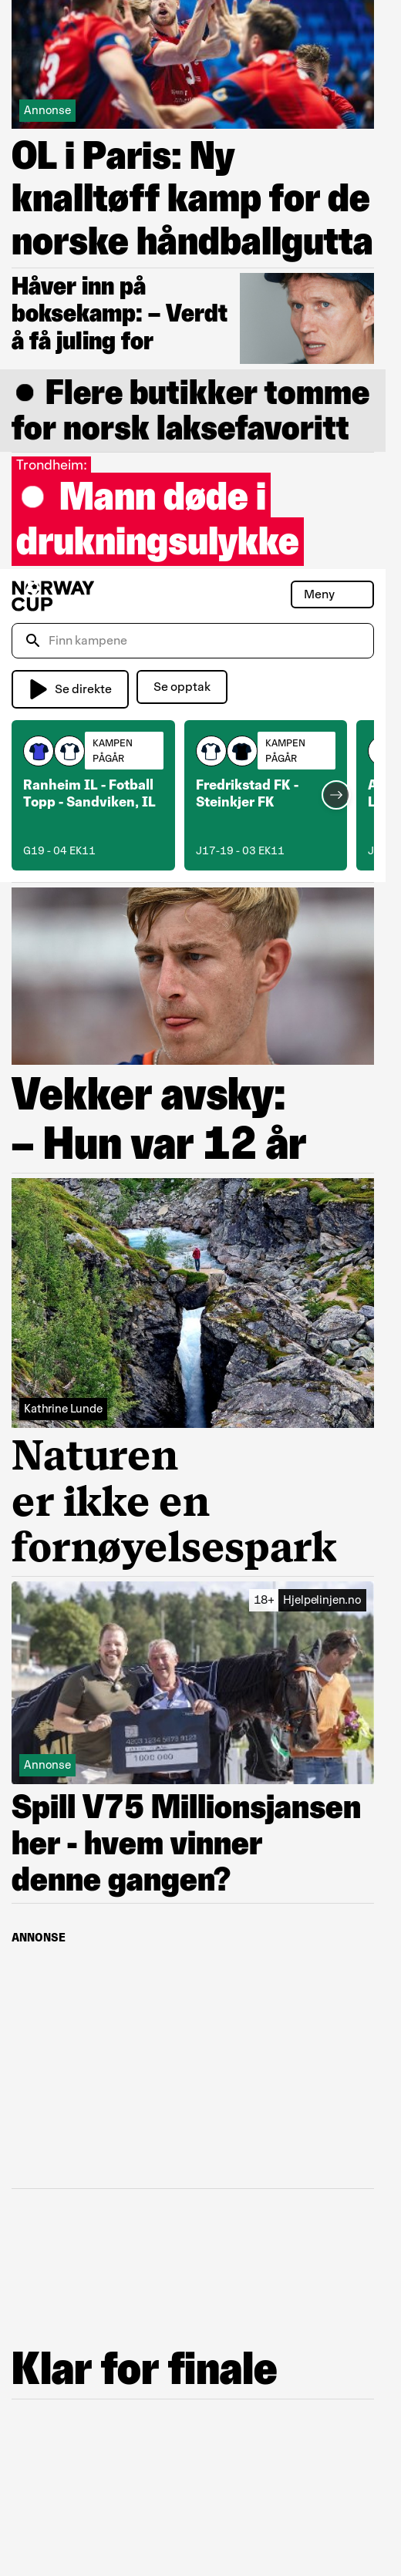 Annonse
OL i Paris: Ny
knalltøff kamp for de
norske håndballgutta
Håver inn på
boksekamp: – Verdt
å få juling for
Flere butikker tomme
for norsk laksefavoritt
Trondheim:
Mann døde i
drukningsulykke
NORWAY
CUP
Meny
Finn kampene
Se direkte
Se opptak
KAMPEN
PÅGÅR
Ranheim IL - Fotball
Topp - Sandviken, IL
G19 - 04 EK11
KAMPEN
PÅGÅR
Fredrikstad FK -
Steinkjer FK
J17-19 - 03 EK11
Vekker avsky:
– Hun var 12 år
Kathrine Lunde
Naturen
er ikke en
fornøyelsespark
18+ Hjelpelinjen.no
Annonse
Spill V75 Millionsjansen
her - hvem vinner
denne gangen?
ANNONSE
Klar for finale